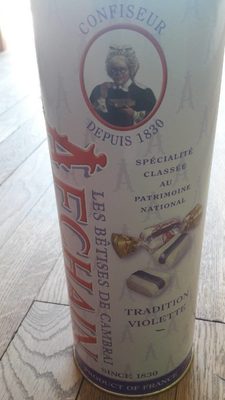 CONFISEUR
DEPUIS 1830
SPÉCIALITÉ
CLASSÉE
AU
PATRIMOINE
NATIONAL
LES BÊTISES DE CAMBRAI
TRADITION
VIOLETTE
SINCE 1830
PRODUCT OF FRANCE